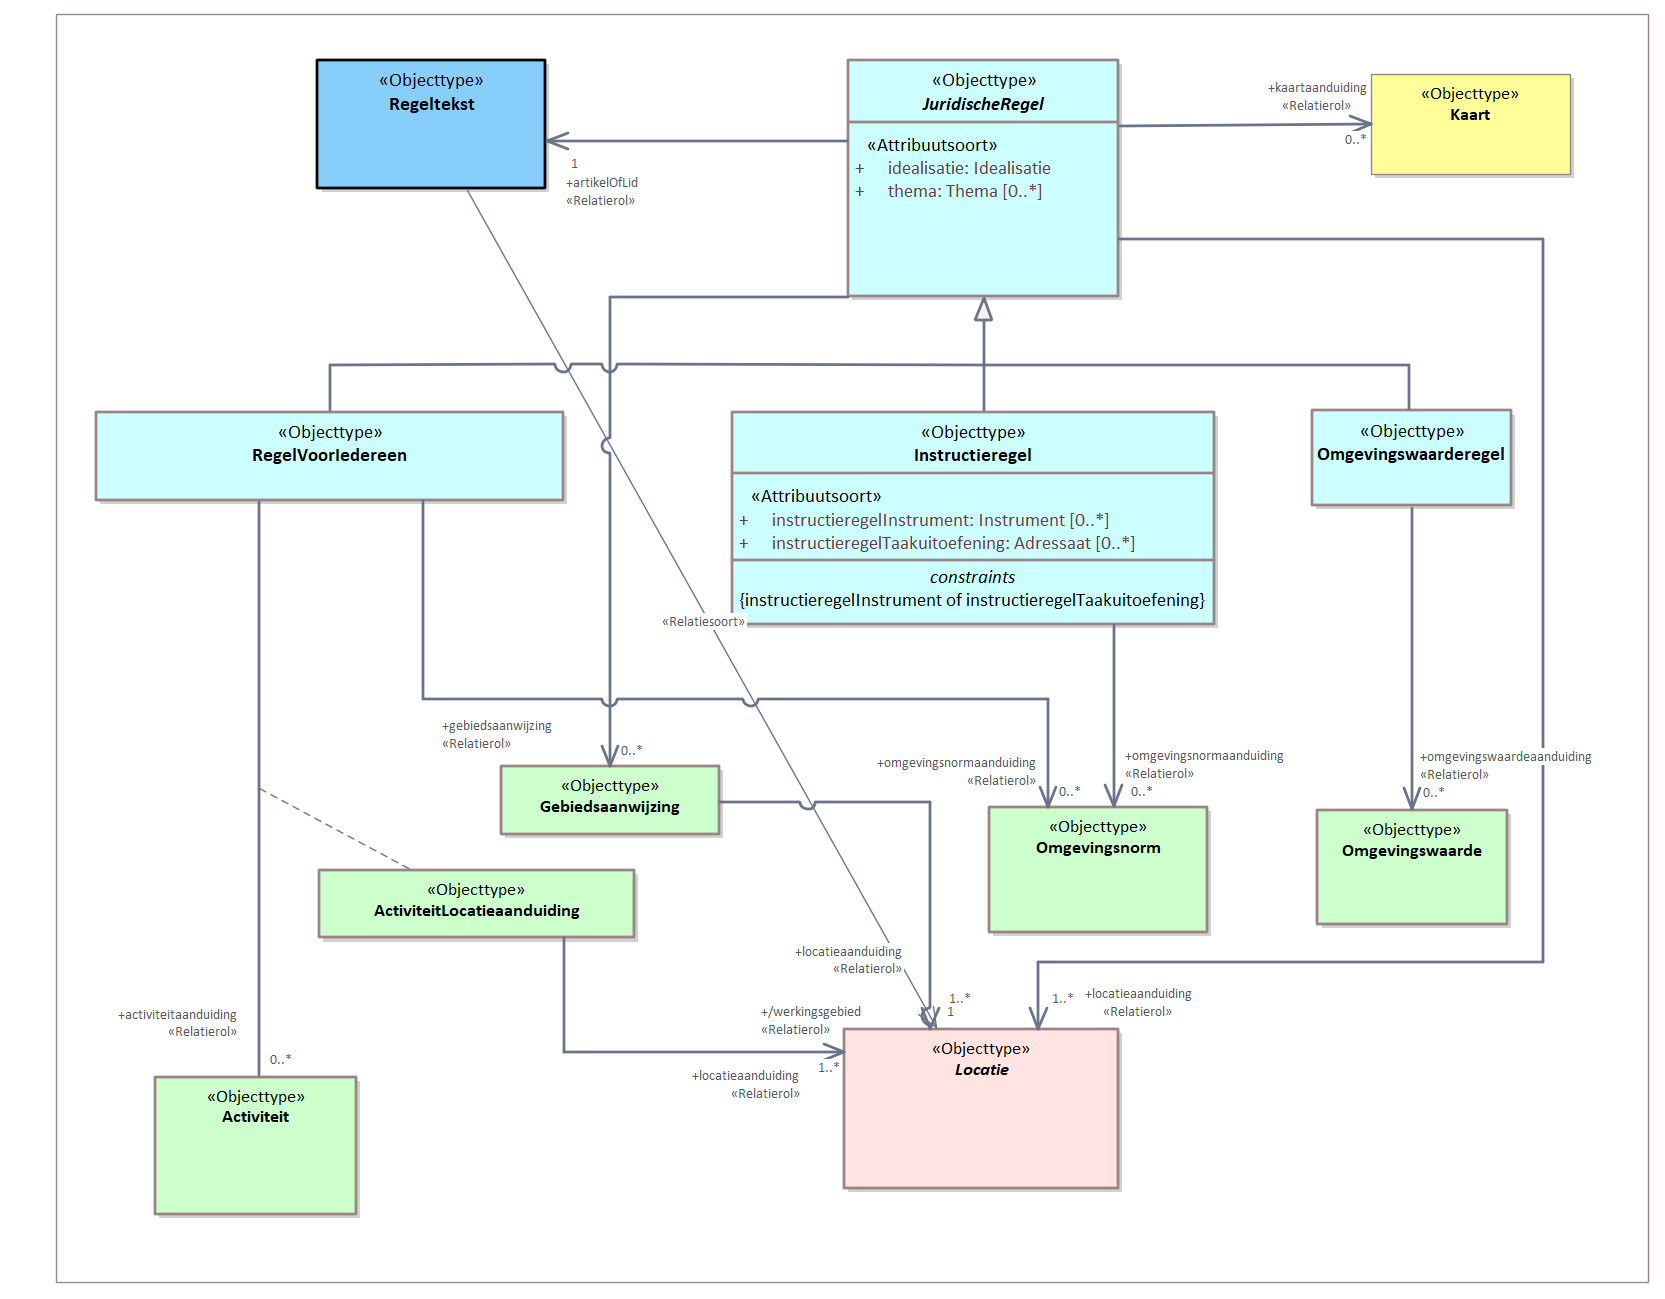 «Objecttype»
Regeltekst
«Objecttype»
JuridischeRegel
«Attribuutsoort»
+ idealisatie: Idealisatie
+ thema: Thema [0..*]
+kaartaanduiding
«Relatierol»
0..*
«Objecttype»
Kaart
1
+artikelOfLid
«Relatierol»
«Objecttype»
RegelVoorIedereen
«Objecttype»
Instructieregel
«Attribuutsoort»
+ instructieregelInstrument: Instrument [0..*]
+ instructieregelTaakuitoefening: Adressaat [0..*]
constraints
{instructieregelInstrument of instructieregelTaakuitoefening}
«Objecttype»
Omgevingswaarderegel
«Relatiesoort»
+gebiedsaanwijzing
«Relatierol»
0..*
+omgevingsnormaanduiding
«Relatierol»
0..*
+omgevingsnormaanduiding
«Relatierol»
0..*
+omgevingswaardeaanduiding
«Relatierol»
0..*
«Objecttype»
Gebiedsaanwijzing
«Objecttype»
Omgevingsnorm
«Objecttype»
Omgevingswaarde
«Objecttype»
ActiviteitLocatieaanduiding
+locatieaanduiding
«Relatierol»
1..*
1
1..*
+locatieaanduiding
«Relatierol»
+/werkingsgebied
«Relatierol»
1..*
+locatieaanduiding
«Relatierol»
+activiteitaanduiding
«Relatierol»
0..*
«Objecttype»
Locatie
«Objecttype»
Activiteit